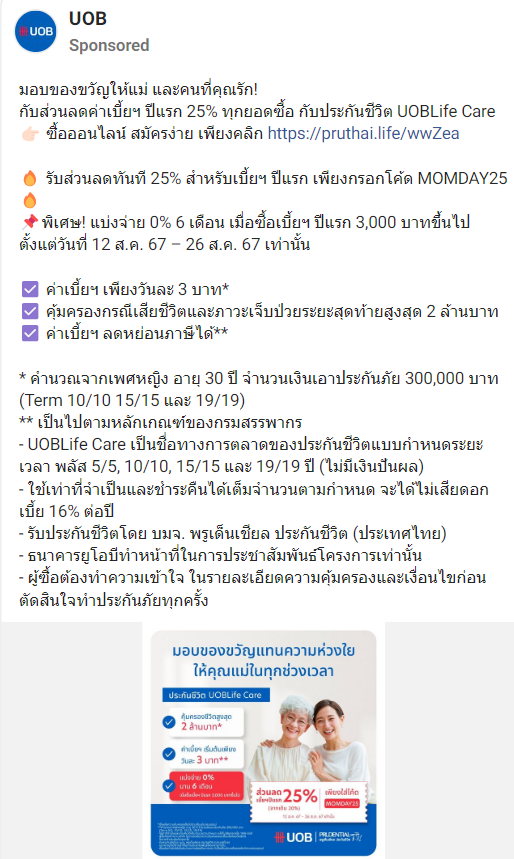 UOB
UOB
Sponsored
มอบของขวัญให้แม่ และคนที่คุณรัก!
กับส่วนลดค่าเบี้ยฯ ปีแรก 25% ทุกยอดซื้อ กับประกันชีวิต UOBLife Care
👉🏻 ซื้อออนไลน์ สมัครง่าย เพียงคลิก https://pruthai.life/wwZea
🔥 รับส่วนลดทันที 25% สำหรับเบี้ยฯ ปีแรก เพียงกรอกโค้ด MOMDAY25
🔥
📌 พิเศษ! แบ่งจ่าย 0% 6 เดือน เมื่อซื้อเบี้ยฯ ปีแรก 3,000 บาทขึ้นไป
ตั้งแต่วันที่ 12 ส.ค. 67 – 26 ส.ค. 67 เท่านั้น
☑️ ค่าเบี้ยฯ เพียงวันละ 3 บาท*
☑️ คุ้มครองกรณีเสียชีวิตและภาวะเจ็บป่วยระยะสุดท้ายสูงสุด 2 ล้านบาท
☑️ ค่าเบี้ยฯ ลดหย่อนภาษีได้**
* คำนวณจากเพศหญิง อายุ 30 ปี จำนวนเงินเอาประกันภัย 300,000 บาท
(Term 10/10 15/15 และ 19/19)
** เป็นไปตามหลักเกณฑ์ของกรมสรรพากร
- UOBLife Care เป็นชื่อทางการตลาดของประกันชีวิตแบบกำหนดระยะ
เวลา พลัส 5/5, 10/10, 15/15 และ 19/19 ปี (ไม่มีเงินปันผล)
- ใช้เท่าที่จำเป็นและชำระคืนได้เต็มจำนวนตามกำหนด จะได้ไม่เสียดอก
เบี้ย 16% ต่อปี
- รับประกันชีวิตโดย บมจ. พรูเด็นเชียล ประกันชีวิต (ประเทศไทย)
- ธนาคารยูโอบีทำหน้าที่ในการประชาสัมพันธ์โครงการเท่านั้น
- ผู้ซื้อต้องทำความเข้าใจ ในรายละเอียดความคุ้มครองและเงื่อนไขก่อน
ตัดสินใจทำประกันภัยทุกครั้ง
มอบของขวัญแทนความห่วงใย
ให้คุณแม่ในทุกช่วงเวลา
ประกันชีวิต UOBLife Care
คุ้มครองชีวิตสูงสุด
2 ล้านบาท*
ค่าเบี้ยฯ เริ่มต้นเพียง
วันละ 3 บาท**
แบ่งจ่าย 0%
นาน 6 เดือน
ส่วนลด
เบี้ยฯปีแรก 25%
(จากเดิม 20%)
เพียงใส่โค้ด
MOMDAY25
12 ส.ค. 67 - 26 ส.ค. 67 เท่านั้น
UOB
PRUDENTIAL